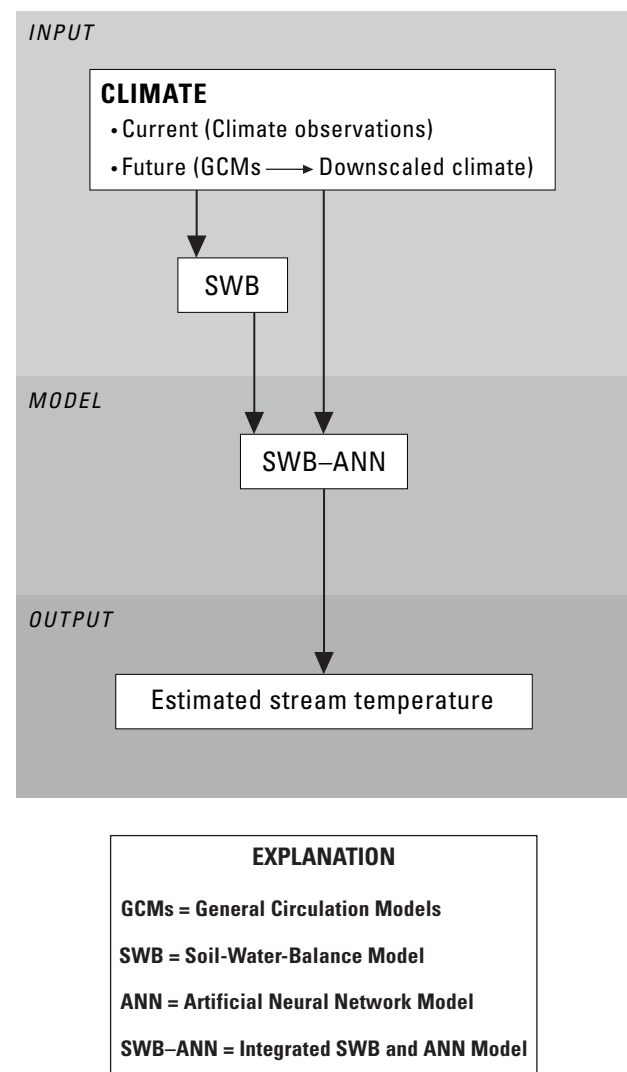 INPUT
CLIMATE
• Current (Climate observations)
• Future (GCMs → Downscaled climate)
SWB
MODEL
SWB–ANN
OUTPUT
Estimated stream temperature
EXPLANATION
GCMs = General Circulation Models
SWB = Soil-Water-Balance Model
ANN = Artificial Neural Network Model
SWB–ANN = Integrated SWB and ANN Model